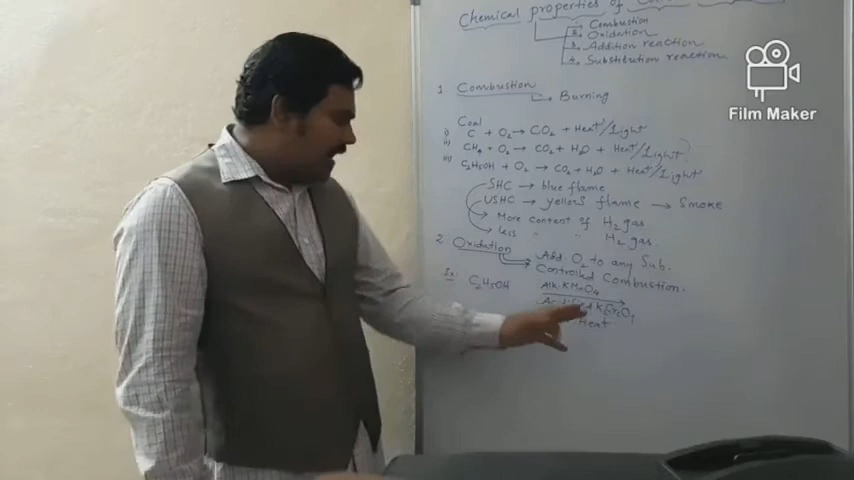 Chemical properties of
1. Combustion
2. Oxidation
3. Addition reaction
4. Substitution reaction
Film Maker
1 Combustion
Burning
Coal
i) C + O₂ → CO₂ + Heat/Light
ii) CH₄ + O₂ → CO₂ + H₂O + Heat/Light
iii) C₂H₅OH + O₂ → CO₂ + H₂O + Heat/Light
SHC → blue flame
USHC → yellow flame → Smoke
More content of H₂ gas
Less " " H₂ gas.
2. Oxidation
Add. O₂ to any Sub.
Controlled Combustion.
Ex: C₂H₅OH
Alk. KMnO₄
Acidified K₂Cr₂O₇
Heat